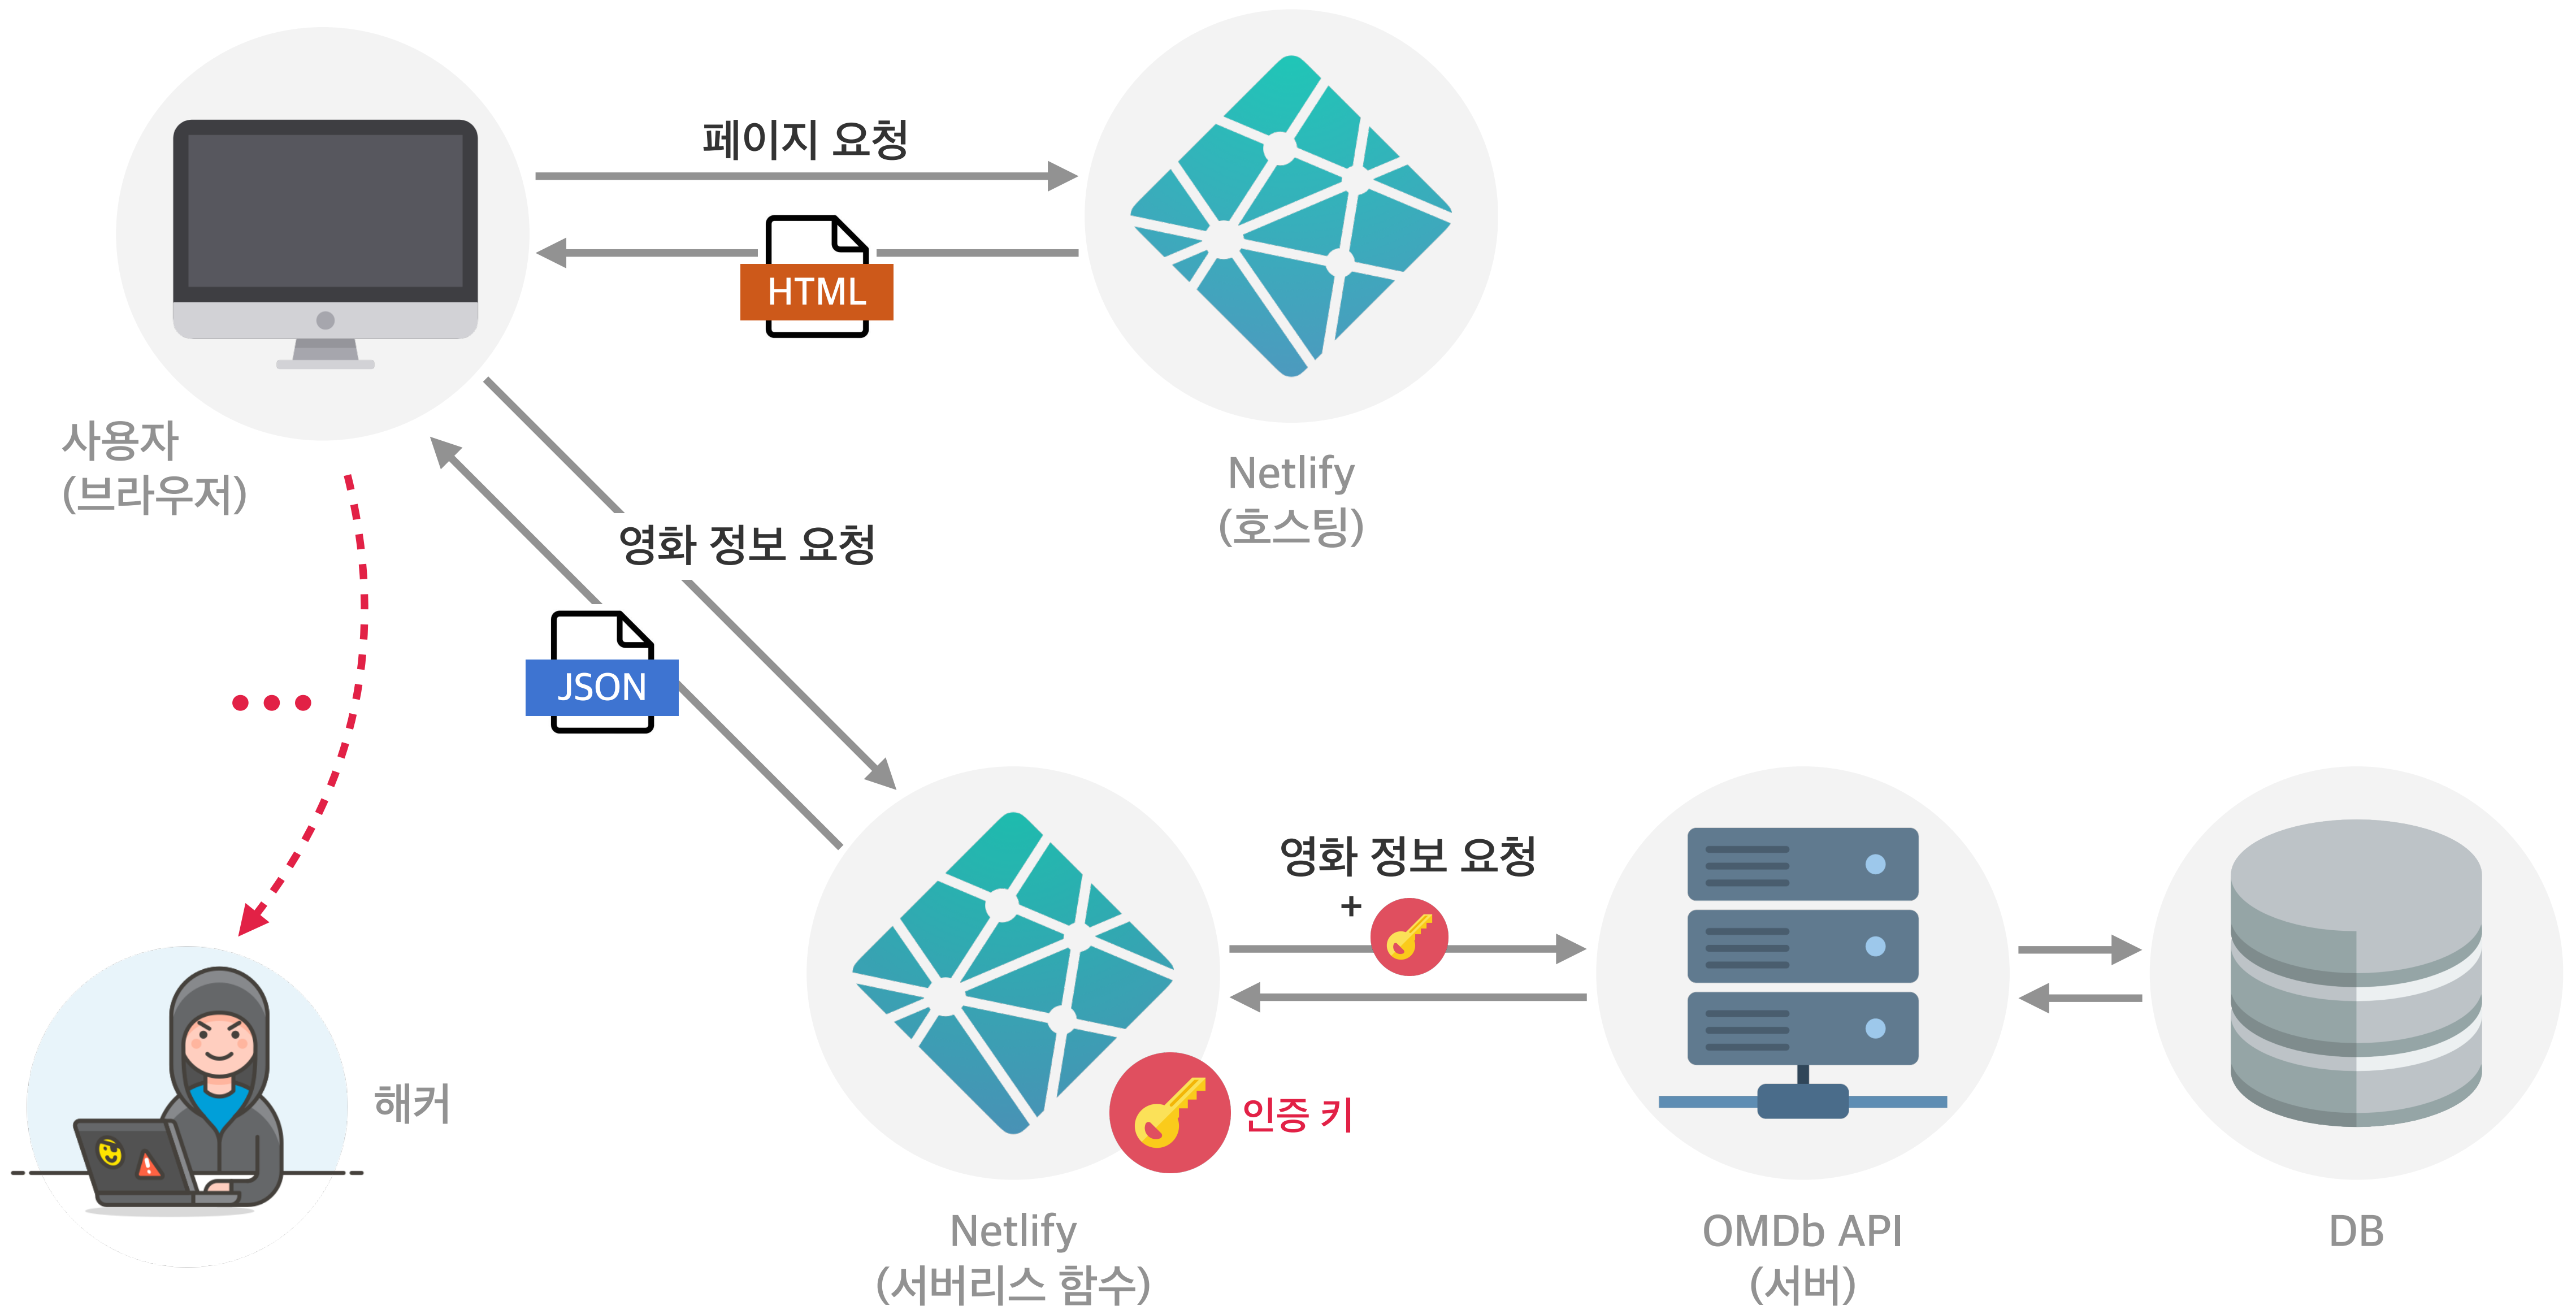 페이지 요청
HTML
사용자
(브라우저)
Netlify
(호스팅)
영화 정보 요청
JSON
영화 정보 요청
+
인증 키
해커
Netlify
(서버리스 함수)
OMDb API
(서버)
DB